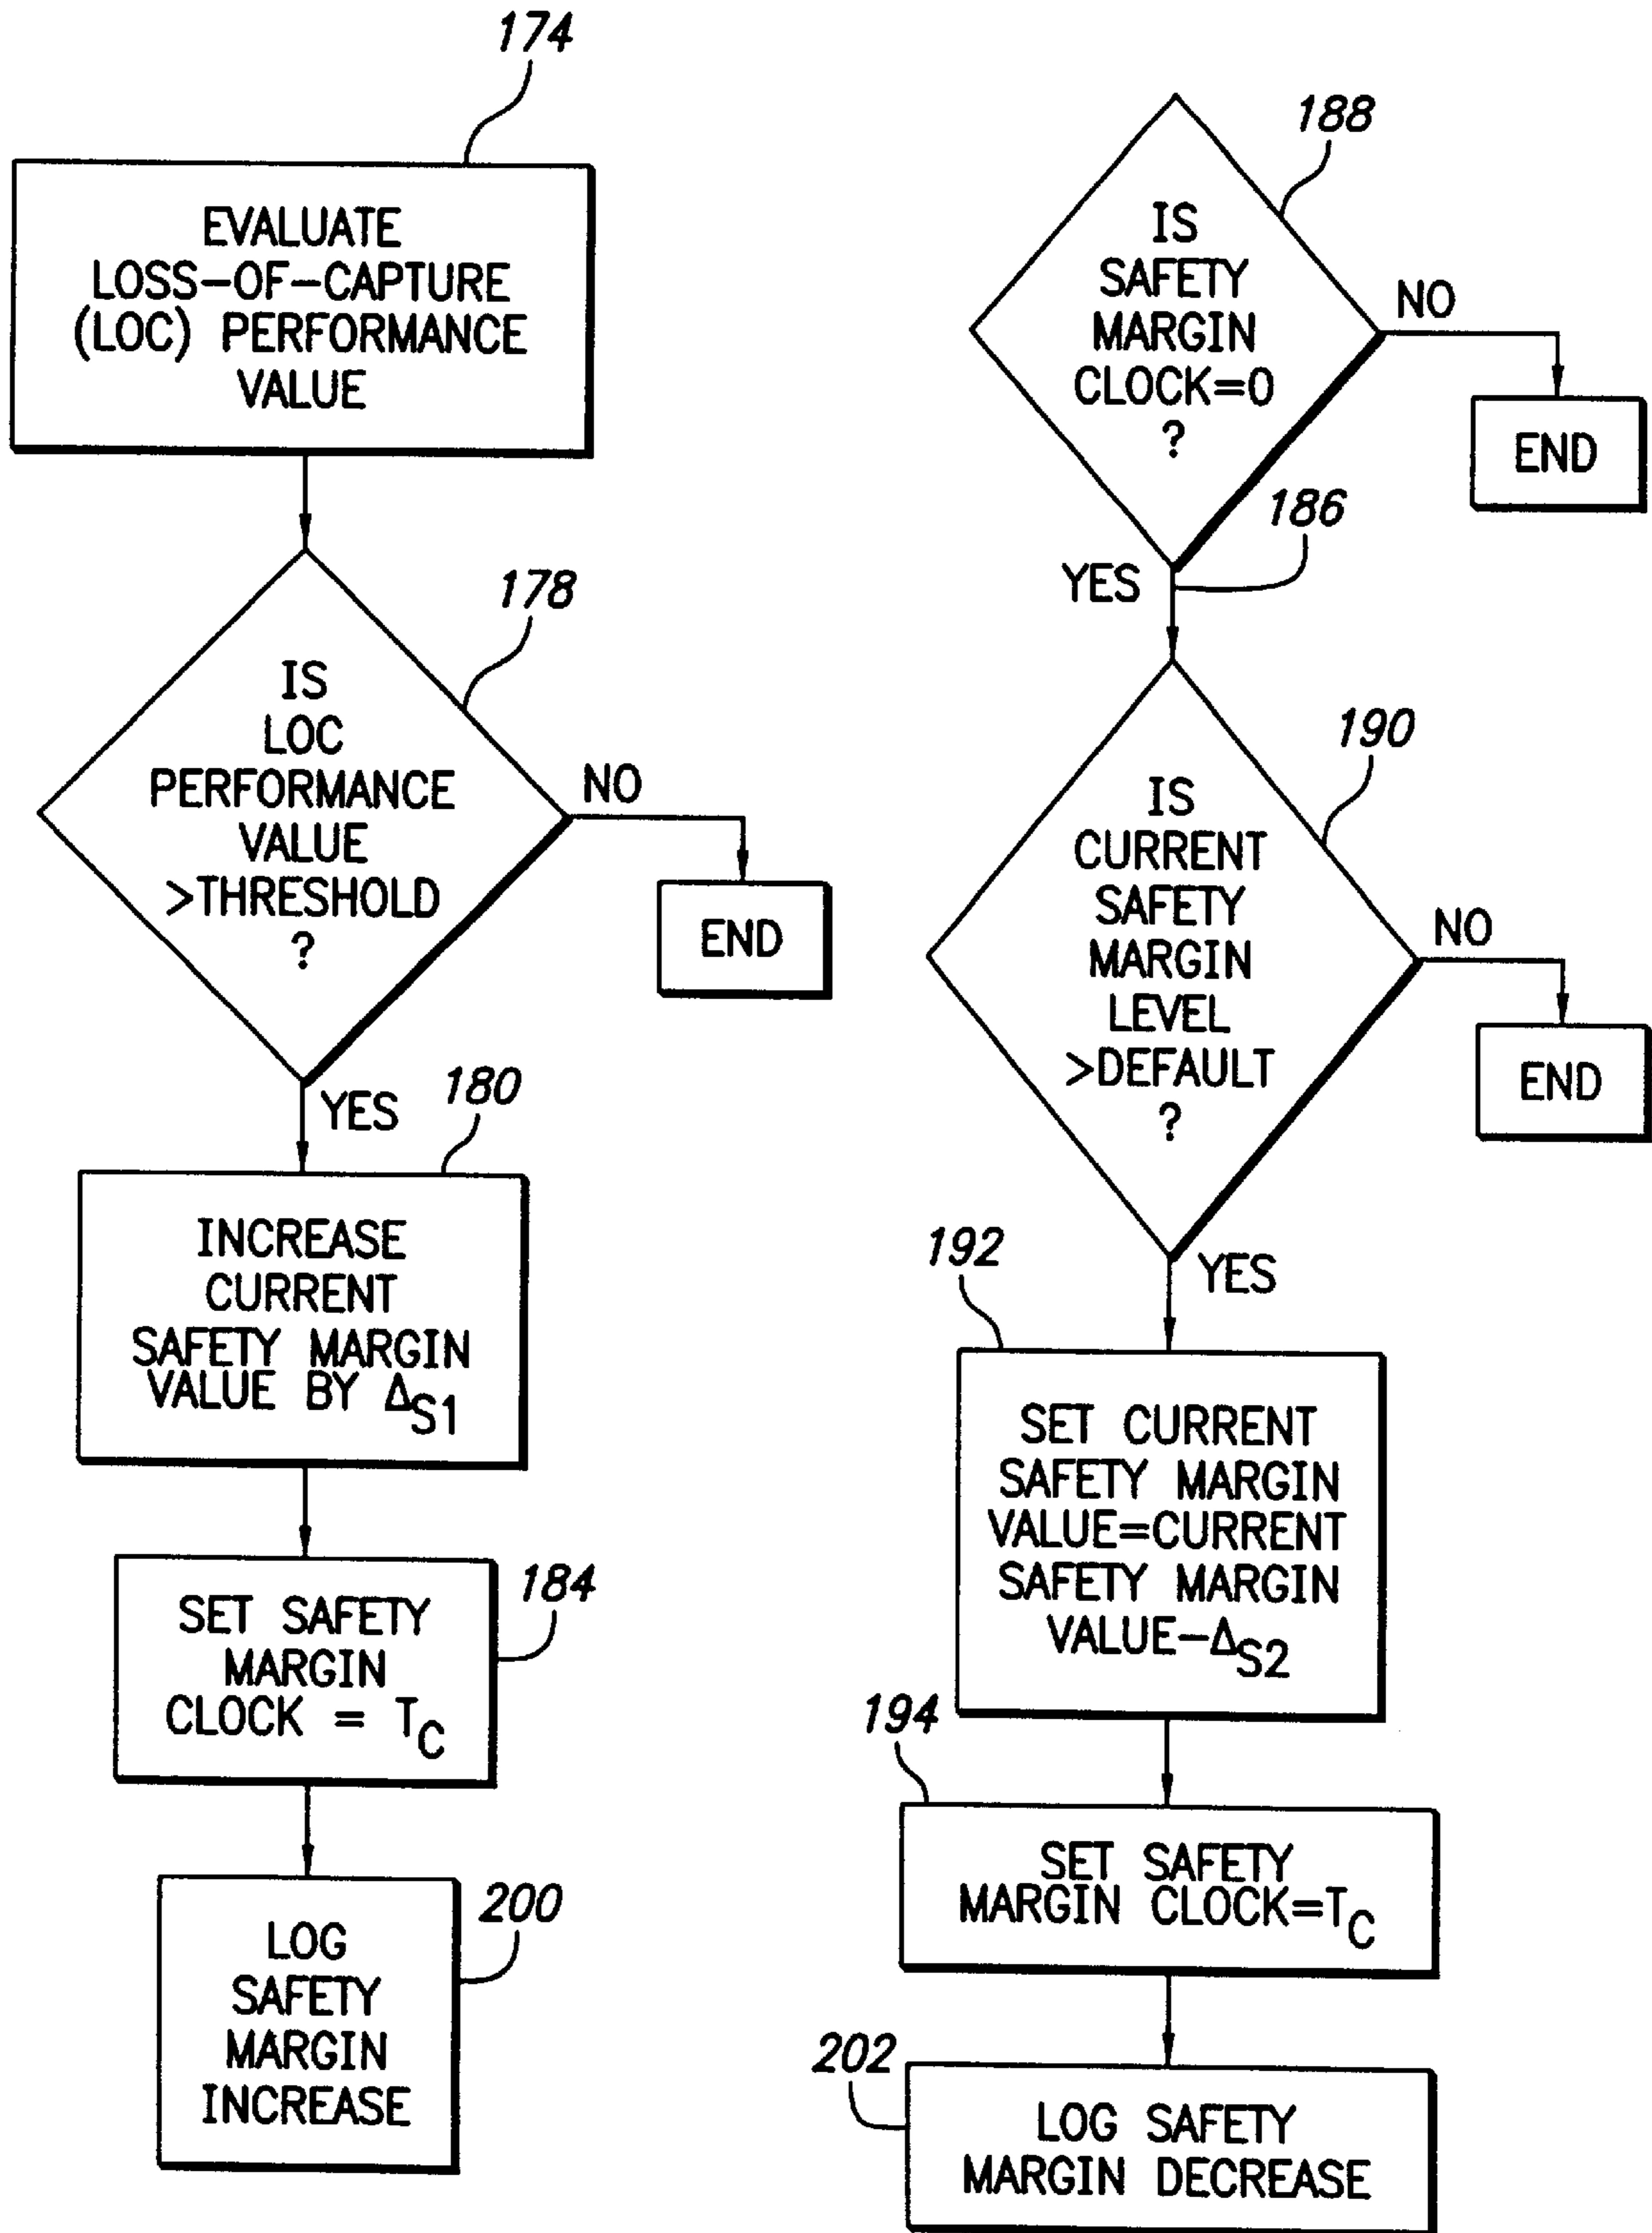 174
EVALUATE
LOSS-OF-CAPTURE
(LOC) PERFORMANCE
VALUE
178
IS
LOC
PERFORMANCE
VALUE
>THRESHOLD
?
NO
END
YES
180
INCREASE
CURRENT
SAFETY MARGIN
VALUE BY ΔS1
184
SET SAFETY
MARGIN
CLOCK = TC
200
LOG
SAFETY
MARGIN
INCREASE
188
IS
SAFETY
MARGIN
CLOCK=0
?
NO
END
186
YES
190
IS
CURRENT
SAFETY
MARGIN
LEVEL
>DEFAULT
?
NO
END
YES
192
SET CURRENT
SAFETY MARGIN
VALUE=CURRENT
SAFETY MARGIN
VALUE-ΔS2
194
SET SAFETY
MARGIN CLOCK=TC
202
LOG SAFETY
MARGIN DECREASE